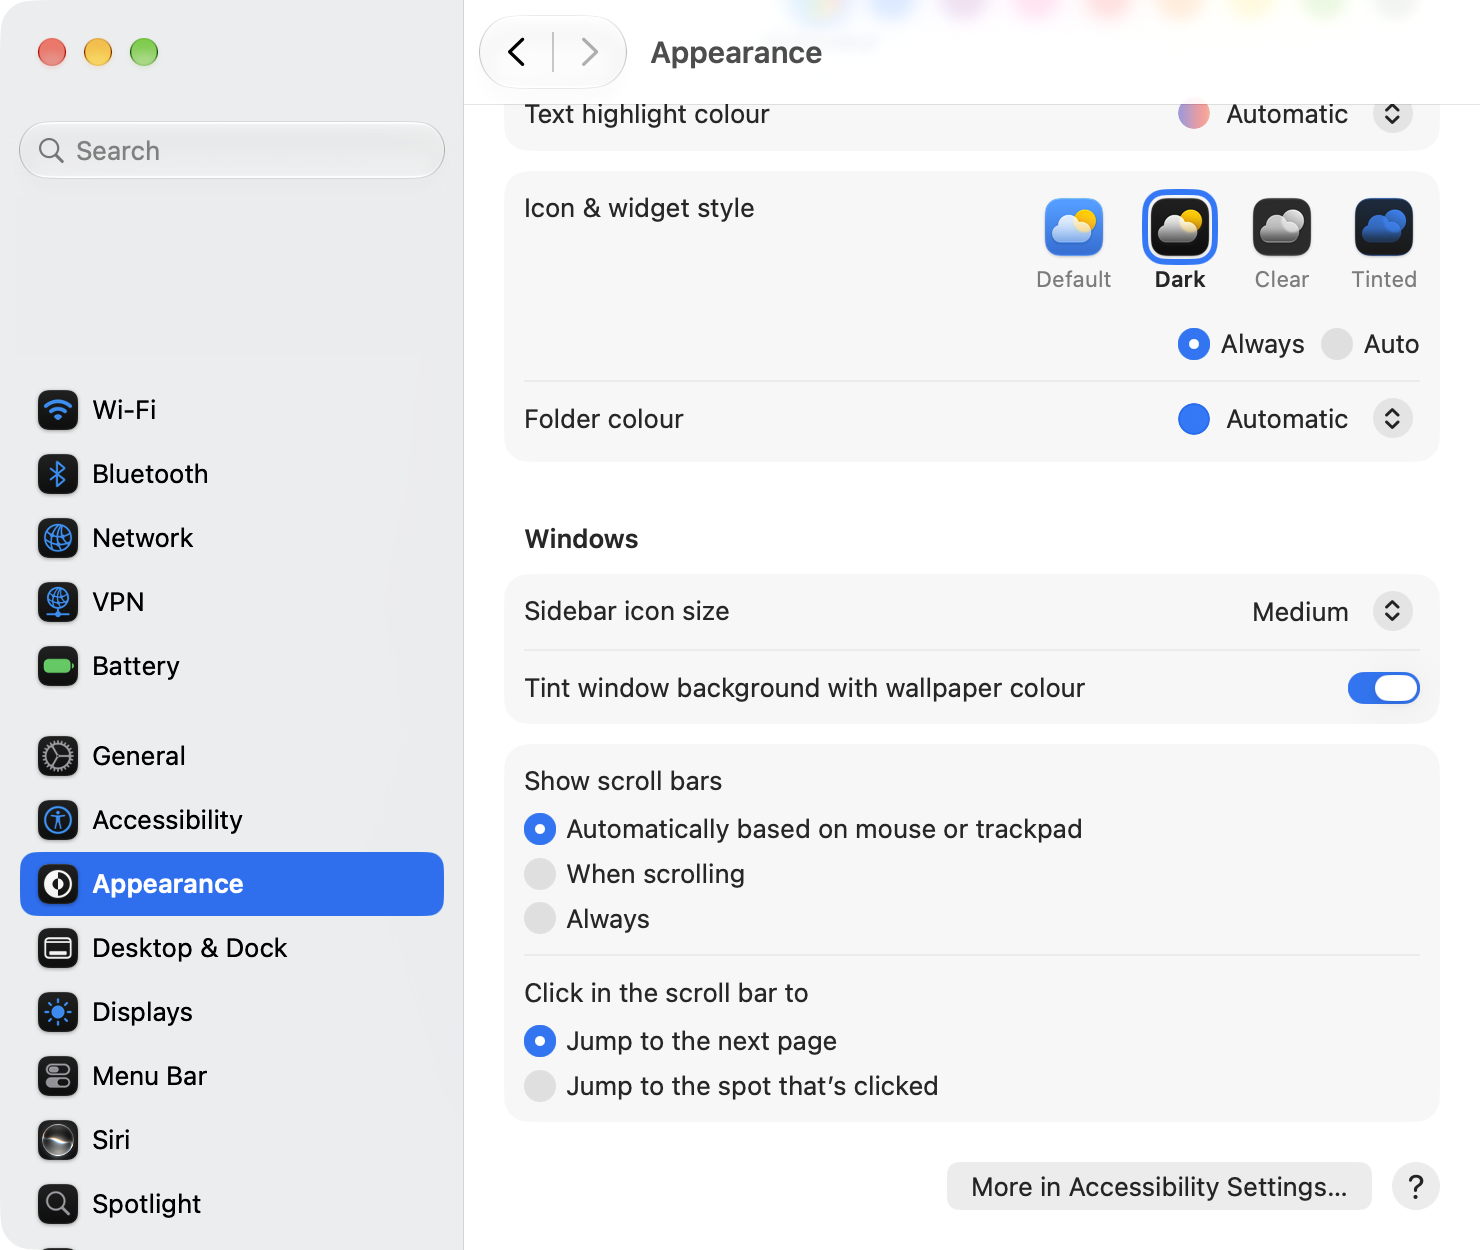 Search
Wi-Fi
Bluetooth
Network
VPN
Battery
General
Accessibility
Appearance
Desktop & Dock
Displays
Menu Bar
Siri
Spotlight
Appearance
Text highlight colour
Automatic
Icon & widget style
Default
Dark
Clear
Tinted
Always
Auto
Folder colour
Automatic
Windows
Sidebar icon size
Medium
Tint window background with wallpaper colour
Show scroll bars
Automatically based on mouse or trackpad
When scrolling
Always
Click in the scroll bar to
Jump to the next page
Jump to the spot that’s clicked
More in Accessibility Settings…
?